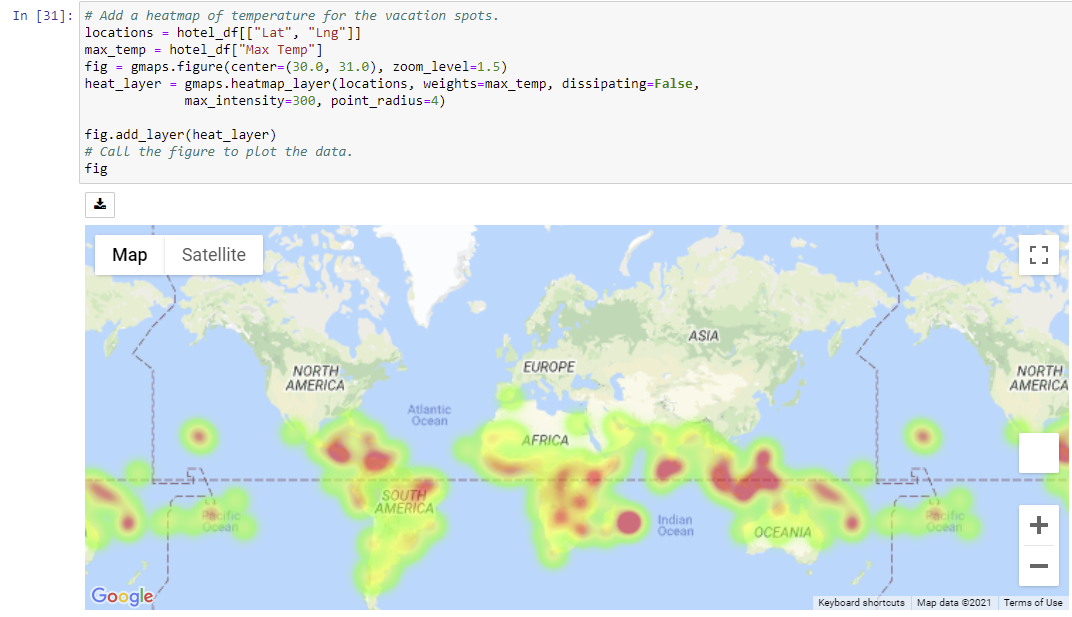 In [31]:
# Add a heatmap of temperature for the vacation spots.
locations = hotel_df[["Lat", "Lng"]]
max_temp = hotel_df["Max Temp"]
fig = gmaps.figure(center=(30.0, 31.0), zoom_level=1.5)
heat_layer = gmaps.heatmap_layer(locations, weights=max_temp, dissipating=False,
             max_intensity=300, point_radius=4)
fig.add_layer(heat_layer)
# Call the figure to plot the data.
fig
Map
Satellite
ASIA
NORTH
AMERICA
EUROPE
NORTH
AMERICA
Atlantic
Ocean
AFRICA
SOUTH
AMERICA
Pacific
Ocean
Indian
Ocean
OCEANIA
Pacific
Ocean
+
−
Google
Keyboard shortcuts
Map data ©2021
Terms of Use